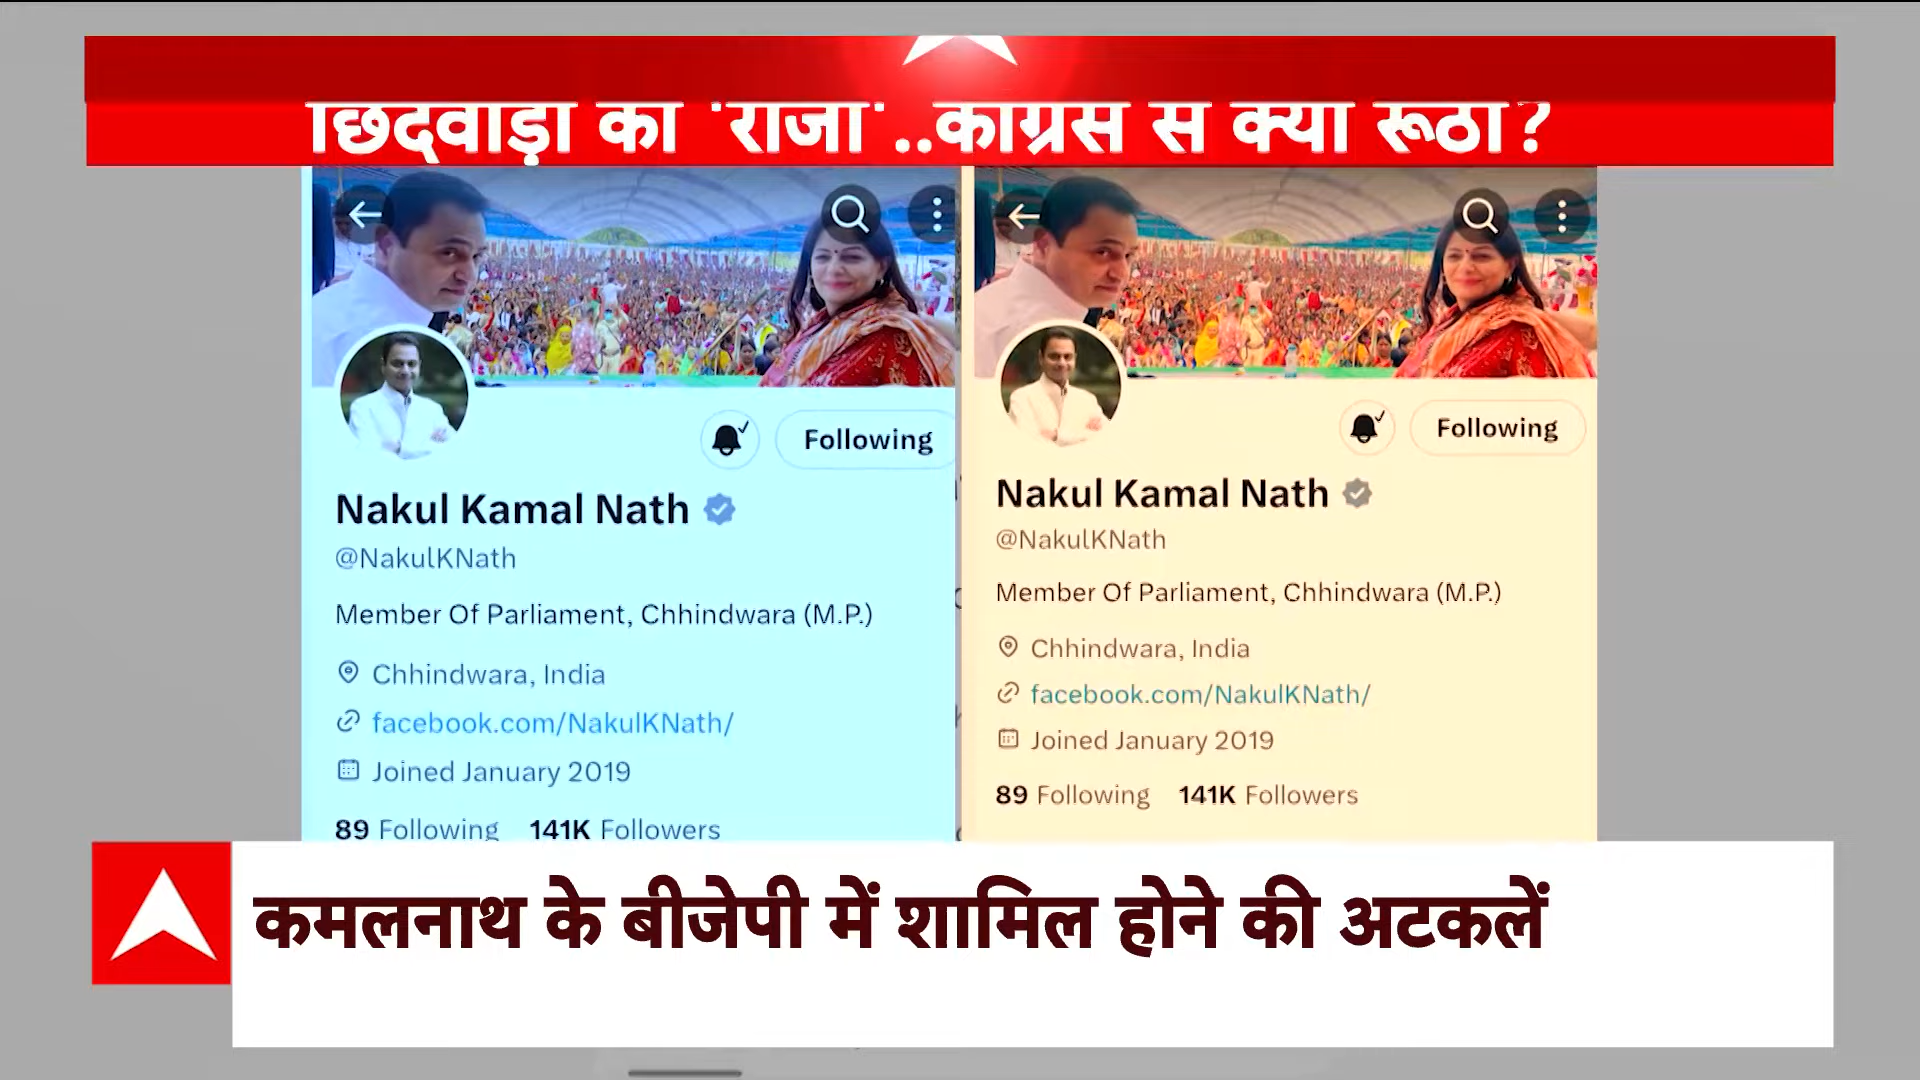 छिंदवाड़ा का 'राजा'..कांग्रेस से क्या रूठा?
Following
Nakul Kamal Nath
@NakulKNath
Member Of Parliament, Chhindwara (M.P.)
Chhindwara, India
facebook.com/NakulKNath/
Joined January 2019
89 Following 141K Followers
Following
Nakul Kamal Nath
@NakulKNath
Member Of Parliament, Chhindwara (M.P.)
Chhindwara, India
facebook.com/NakulKNath/
Joined January 2019
89 Following 141K Followers
कमलनाथ के बीजेपी में शामिल होने की अटकलें